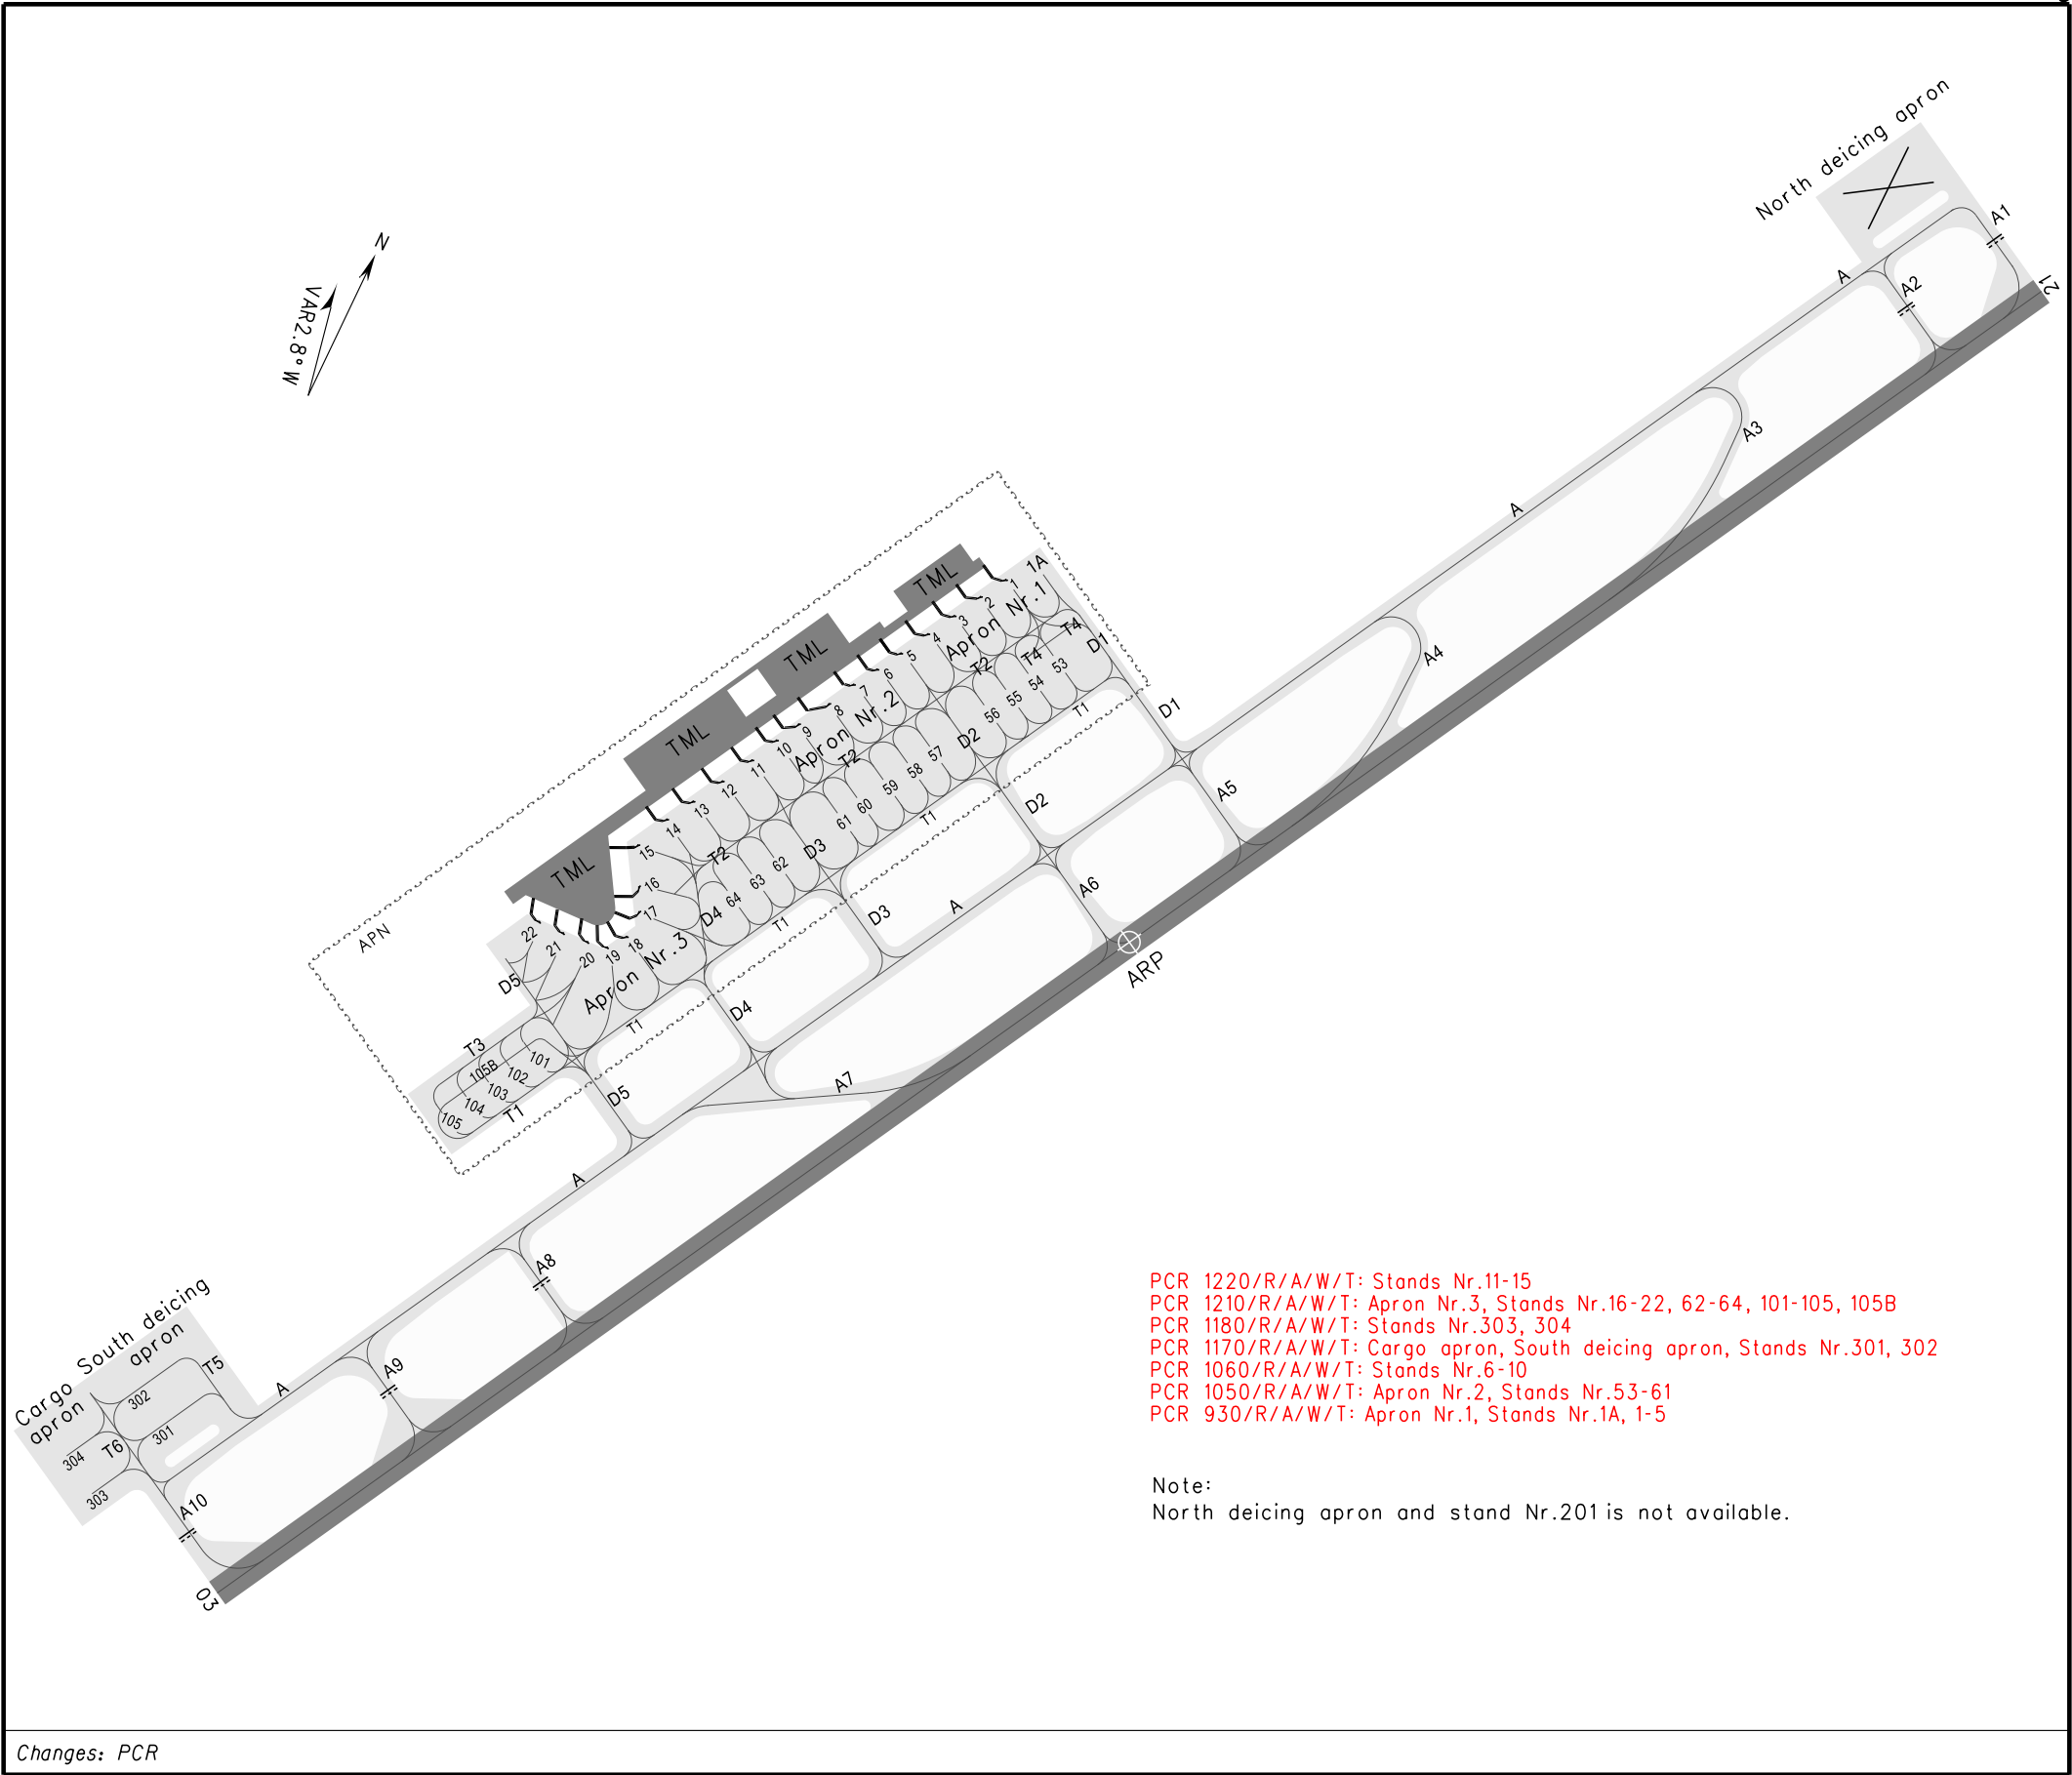 North deicing apron
A1
A
A2
21
N
VAR2.8°W
A3
A
A4
TML
1A
1
2
3
4
5
Apron Nr.1
T4
D1
T2
T4
53
54
55
56
T1
D1
TML
6
7
8
9
10
Apron Nr.2
T2
D2
57
58
59
60
61
T1
D2
A5
TML
11
12
13
14
15
T2
D3
62
63
64
T1
D3
A
A6
TML
16
17
18
19
20
21
22
D4
Apron Nr.3
T1
D4
ARP
APN
D5
T3
105B
101
102
103
104
105
T1
D5
A7
A
A8
A9
South deicing
apron
Cargo
apron
T5
A
302
301
304
T6
303
A10
03
PCR 1220/R/A/W/T: Stands Nr.11-15
PCR 1210/R/A/W/T: Apron Nr.3, Stands Nr.16-22, 62-64, 101-105, 105B
PCR 1180/R/A/W/T: Stands Nr.303, 304
PCR 1170/R/A/W/T: Cargo apron, South deicing apron, Stands Nr.301, 302
PCR 1060/R/A/W/T: Stands Nr.6-10
PCR 1050/R/A/W/T: Apron Nr.2, Stands Nr.53-61
PCR 930/R/A/W/T: Apron Nr.1, Stands Nr.1A, 1-5
Note:
North deicing apron and stand Nr.201 is not available.
Changes: PCR